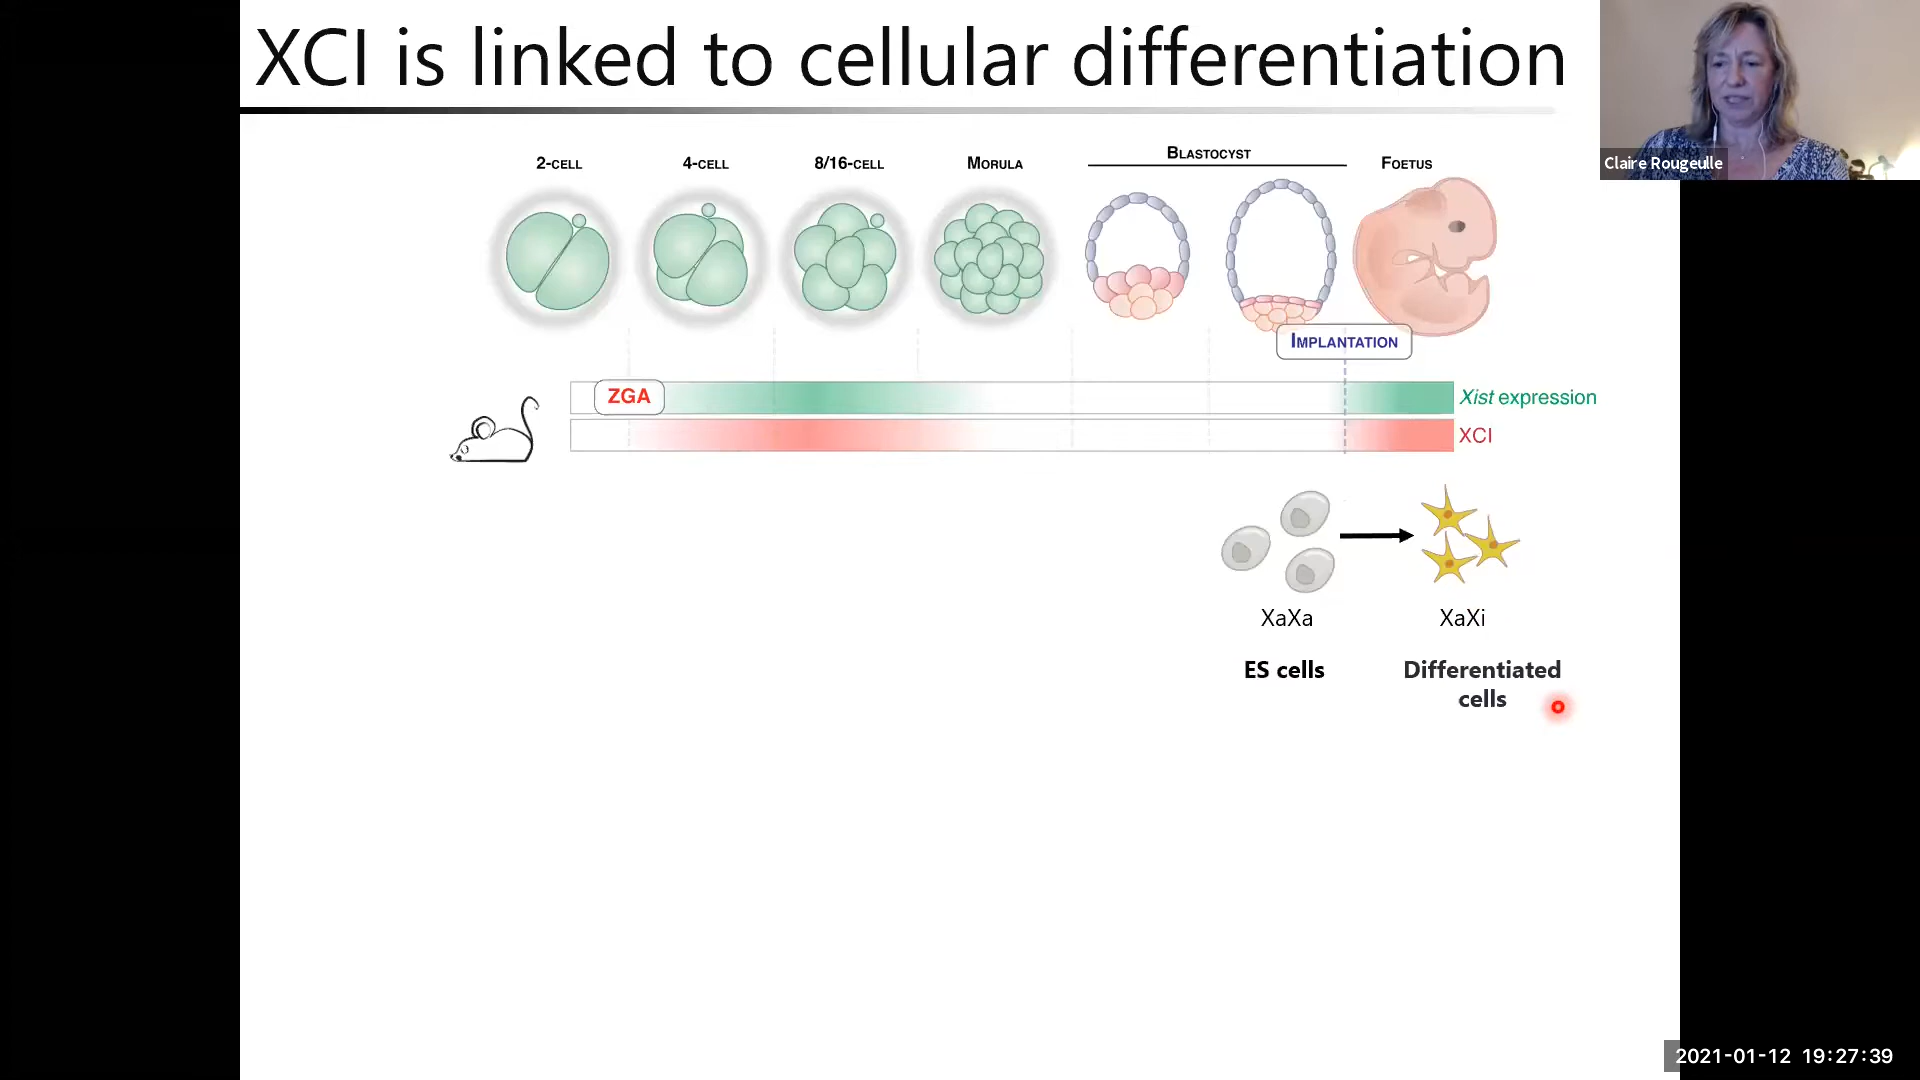 XCI is linked to cellular differentiation
Claire Rougeulle
2-CELL
4-CELL
8/16-CELL
MORULA
BLASTOCYST
FOETUS
IMPLANTATION
ZGA
Xist expression
XCI
XaXa
XaXi
ES cells
Differentiated
cells
2021-01-12 19:27:39